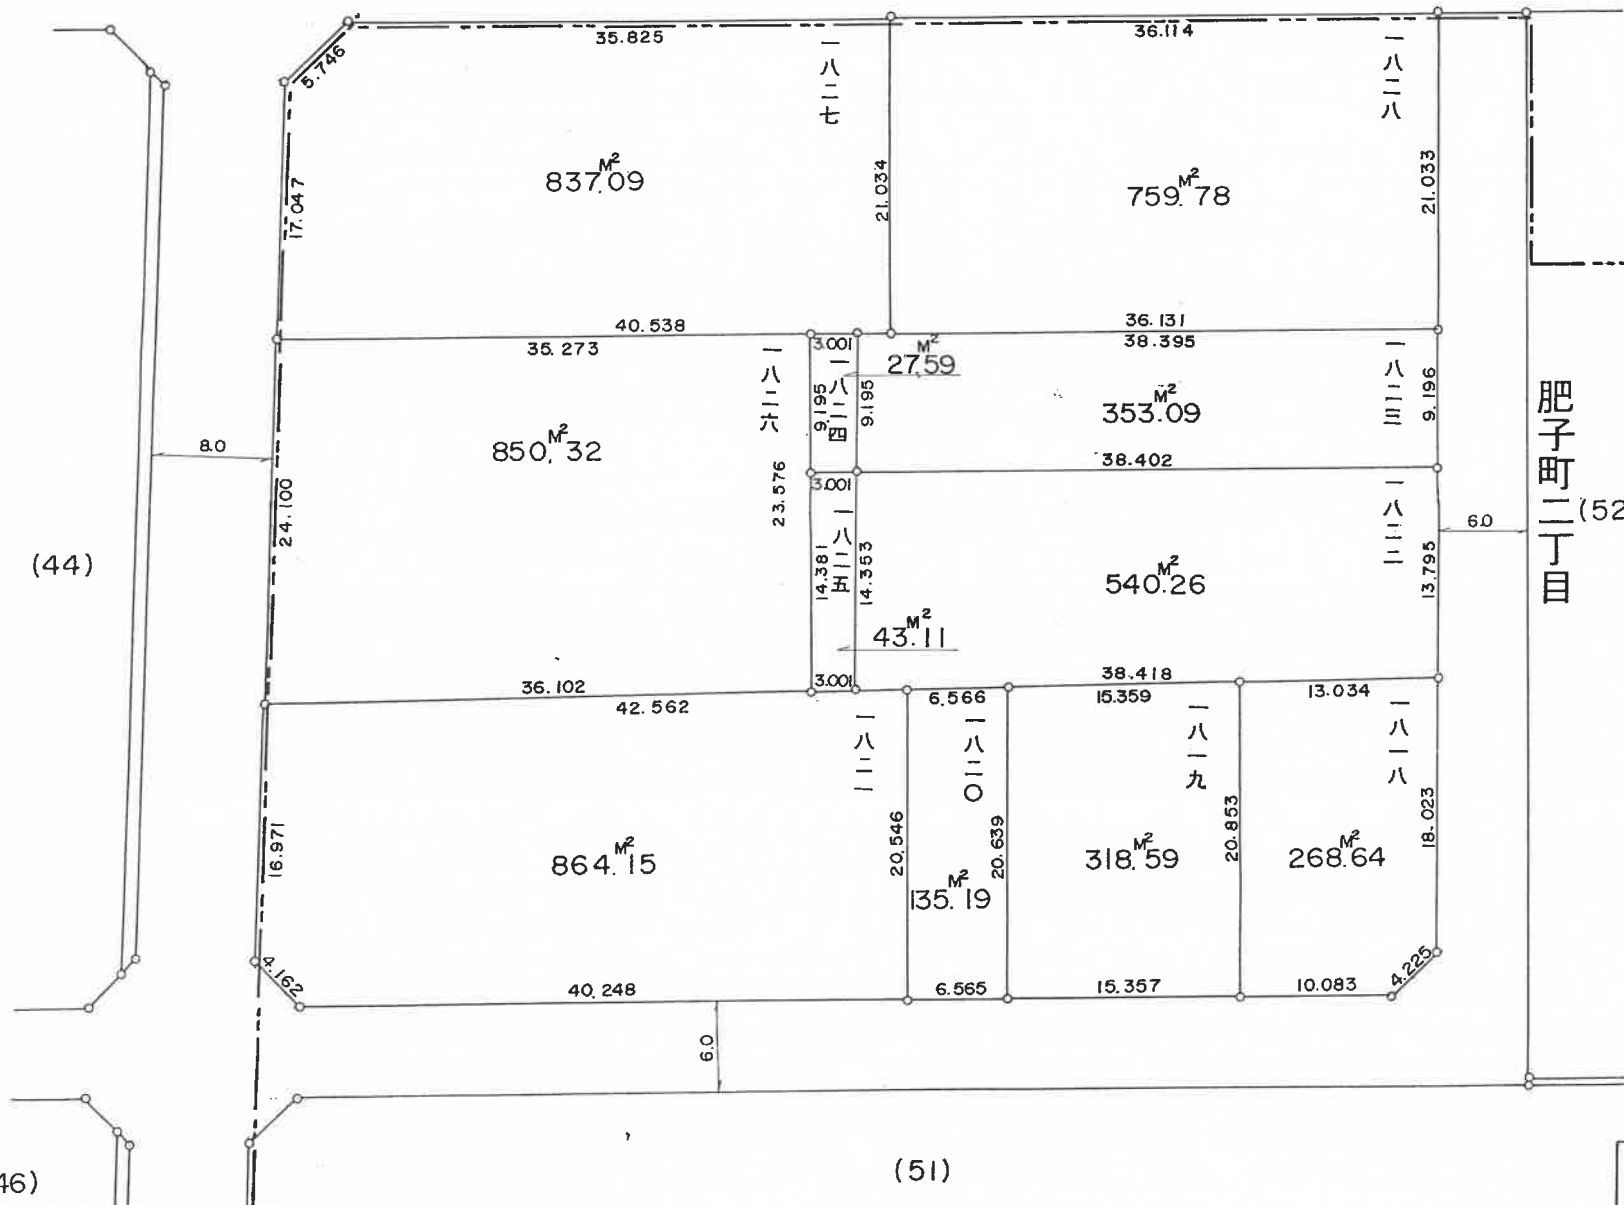 35.825
36.114
5.746
一八二七
一八二八
837.09 M²
759.78 M²
17.047
21.034
21.033
40.538
36.131
35.273
3.001
38.395
一八二六
一八二四
27.59 M²
一八二三
9.195
9.195
9.196
353.09 M²
850.32 M²
8.0
38.402
23.576
3.001
24.100
一八二五
一八二二
肥子町二丁目
(52
6.0
(44)
14.381
14.353
13.795
540.26 M²
43.11 M²
36.102
3.001
38.418
42.562
6.566
15.359
13.034
一八二一
一八二〇
一八一九
一八一八
16.971
20.546
20.639
20.853
18.023
864.15 M²
135.19 M²
318.59 M²
268.64 M²
4.162
4.225
40.248
6.565
15.357
10.083
6.0
(51)
46)